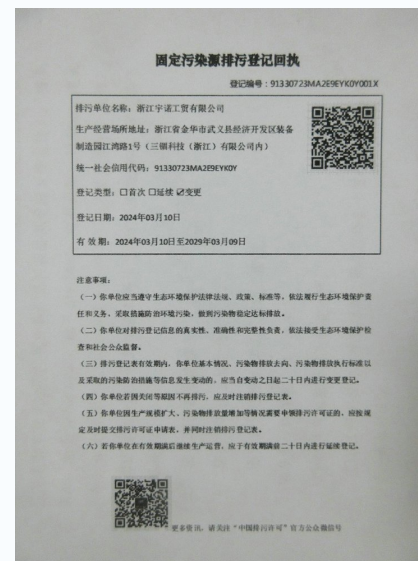 固定污染源排污登记回执
登记编号：91330723MA2E9EYK0Y001X
排污单位名称：浙江宇诺工贸有限公司
生产经营场所地址：浙江省金华市武义县经济开发区装备
制造园江鸿路1号（三锢科技（浙江）有限公司内）
统一社会信用代码：91330723MA2E9EYK0Y
登记类型：☐首次 ☐延续 ☑变更
登记日期：2024年03月10日
有 效 期：2024年03月10日至2029年03月09日
注意事项：
（一）你单位应当遵守生态环境保护法律法规、政策、标准等，依法履行生态环境保护责
任和义务，采取措施防治环境污染，做到污染物稳定达标排放。
（二）你单位对排污登记信息的真实性、准确性和完整性负责，依法接受生态环境保护检
查和社会公众监督。
（三）排污登记表有效期内，你单位基本情况、污染物排放去向、污染物排放执行标准以
及采取的污染防治措施等信息发生变动的，应当自变动之日起二十日内进行变更登记。
（四）你单位若因关闭等原因不再排污，应及时注销排污登记表。
（五）你单位因生产规模扩大、污染物排放量增加等情况需要申领排污许可证的，应按规
定及时提交排污许可证申请表，并同时注销排污登记表。
（六）若你单位在有效期满后继续生产运营，应于有效期满前二十日内进行延续登记。
更多资讯，请关注“中国排污许可”官方公众微信号